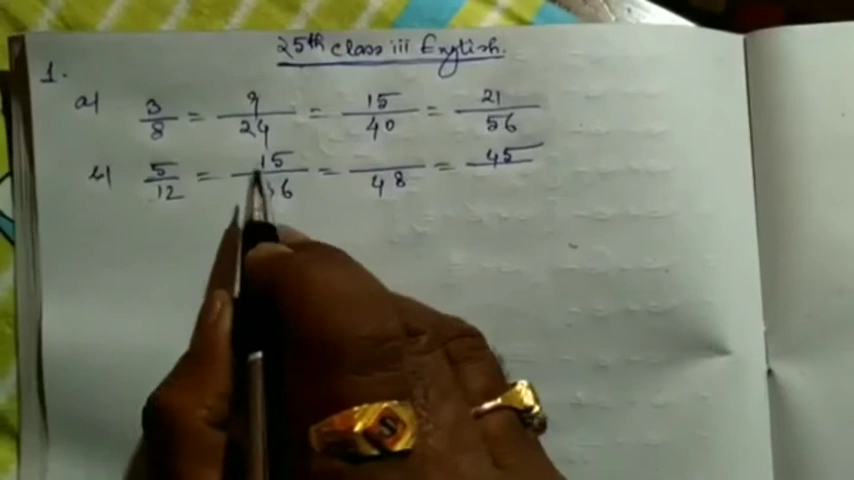 25th Class iii English.
1.
a) 3/8 = 9/24 = 15/40 = 21/56
b) 5/12 = 15/36 = /48 = 45/